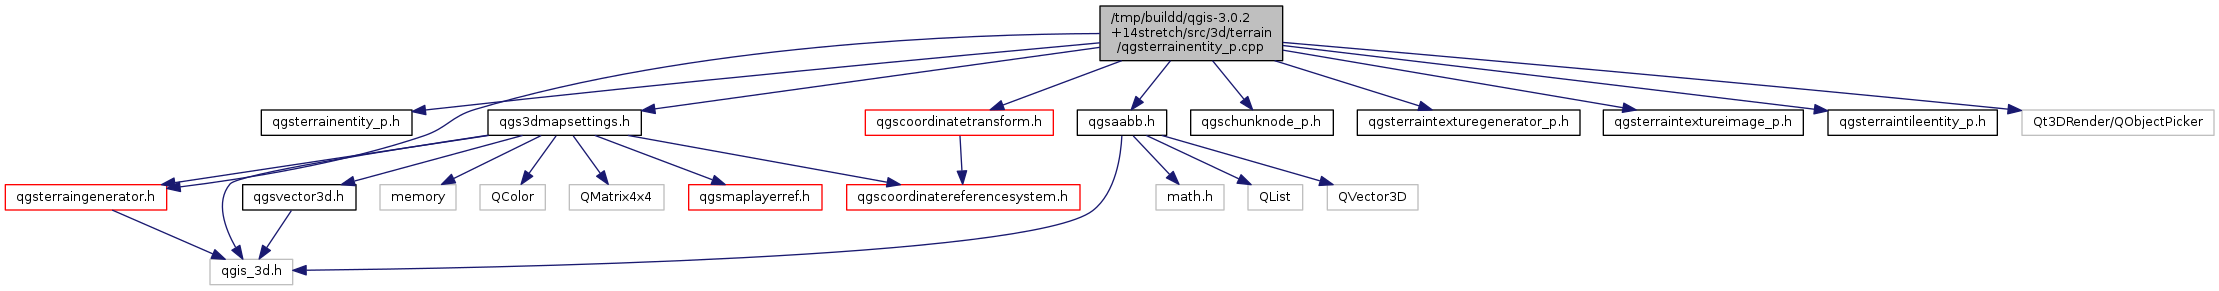 /tmp/buildd/qgis-3.0.2
+14stretch/src/3d/terrain
/qgsterrainentity_p.cpp
qgsterrainentity_p.h
qgs3dmapsettings.h
qgscoordinatetransform.h
qgsaabb.h
qgschunknode_p.h
qgsterraintexturegenerator_p.h
qgsterraintextureimage_p.h
qgsterraintileentity_p.h
Qt3DRender/QObjectPicker
qgsterraingenerator.h
qgsvector3d.h
memory
QColor
QMatrix4x4
qgsmaplayerref.h
qgscoordinatereferencesystem.h
math.h
QList
QVector3D
qgis_3d.h